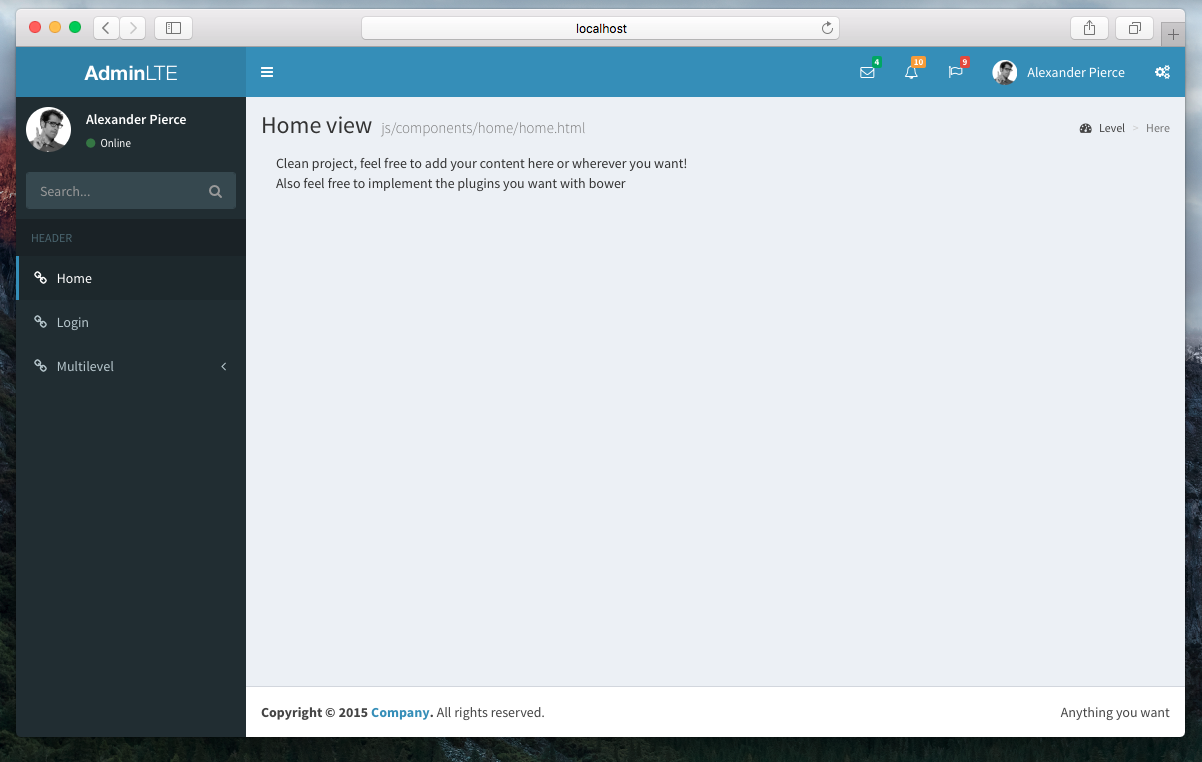 localhost
AdminLTE
4
10
9
Alexander Pierce
Alexander Pierce
Online
Search...
HEADER
Home
Login
Multilevel
Home view js/components/home/home.html
Level > Here
Clean project, feel free to add your content here or wherever you want!
Also feel free to implement the plugins you want with bower
Copyright © 2015 Company. All rights reserved.
Anything you want